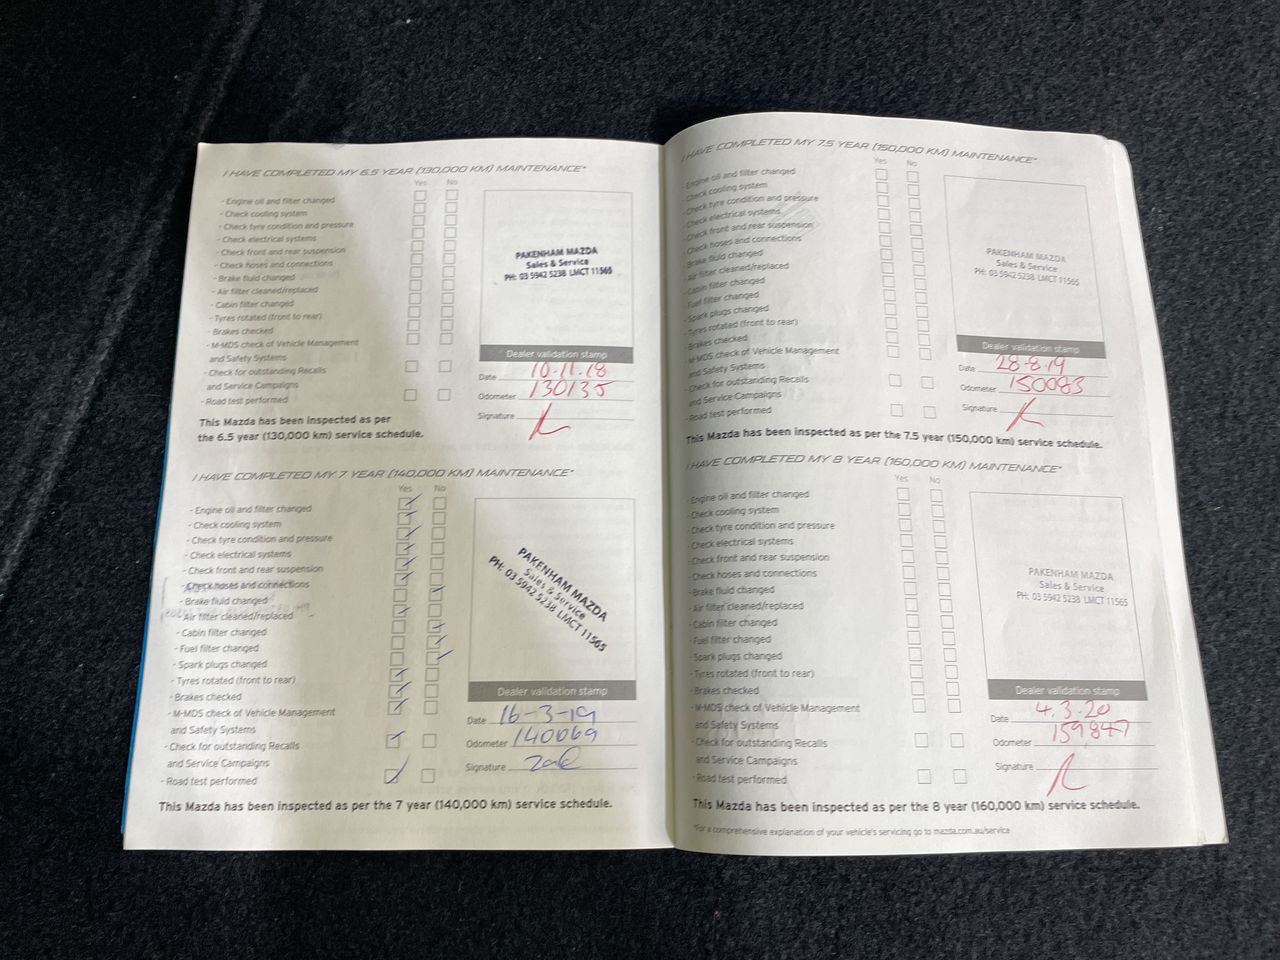 I HAVE COMPLETED MY 6.5 YEAR (130,000 KM) MAINTENANCE*
Yes No
- Engine oil and filter changed
- Check cooling system
- Check tyre condition and pressure
- Check electrical systems
- Check front and rear suspension
- Check hoses and connections
- Brake fluid changed
- Air filter cleaned/replaced
- Cabin filter changed
- Tyres rotated (front to rear)
- Brakes checked
- M-MDS check of Vehicle Management
and Safety Systems
- Check for outstanding Recalls
and Service Campaigns
- Road test performed
PAKENHAM MAZDA
Sales & Service
PH: 03 5942 5238 LMCT 11565
Dealer validation stamp
Date 10-11-18
Odometer 130135
Signature
This Mazda has been inspected as per
the 6.5 year (130,000 km) service schedule.
I HAVE COMPLETED MY 7 YEAR (140,000 KM) MAINTENANCE*
Yes No
- Engine oil and filter changed
- Check cooling system
- Check tyre condition and pressure
- Check electrical systems
- Check front and rear suspension
- Check hoses and connections
- Brake fluid changed
- Air filter cleaned/replaced
- Cabin filter changed
- Fuel filter changed
- Spark plugs changed
- Tyres rotated (front to rear)
- Brakes checked
- M-MDS check of Vehicle Management
and Safety Systems
- Check for outstanding Recalls
and Service Campaigns
- Road test performed
PAKENHAM MAZDA
Sales & Service
PH: 03 5942 5238 LMCT 11565
Dealer validation stamp
Date 16-3-19
Odometer 140069
Signature
This Mazda has been inspected as per the 7 year (140,000 km) service schedule.
I HAVE COMPLETED MY 7.5 YEAR (150,000 KM) MAINTENANCE*
Yes No
- Engine oil and filter changed
- Check cooling system
- Check tyre condition and pressure
- Check electrical systems
- Check front and rear suspension
- Check hoses and connections
- Brake fluid changed
- Air filter cleaned/replaced
- Cabin filter changed
- Fuel filter changed
- Spark plugs changed
- Tyres rotated (front to rear)
- Brakes checked
- M-MDS check of Vehicle Management
and Safety Systems
- Check for outstanding Recalls
and Service Campaigns
- Road test performed
PAKENHAM MAZDA
Sales & Service
PH: 03 5942 5238 LMCT 11565
Dealer validation stamp
Date 28-8-19
Odometer 150083
Signature
This Mazda has been inspected as per the 7.5 year (150,000 km) service schedule.
I HAVE COMPLETED MY 8 YEAR (160,000 KM) MAINTENANCE*
Yes No
- Engine oil and filter changed
- Check cooling system
- Check tyre condition and pressure
- Check electrical systems
- Check front and rear suspension
- Check hoses and connections
- Brake fluid changed
- Air filter cleaned/replaced
- Cabin filter changed
- Fuel filter changed
- Spark plugs changed
- Tyres rotated (front to rear)
- Brakes checked
- M-MDS check of Vehicle Management
and Safety Systems
- Check for outstanding Recalls
and Service Campaigns
- Road test performed
PAKENHAM MAZDA
Sales & Service
PH: 03 5942 5238 LMCT 11565
Dealer validation stamp
Date 4.3.20
Odometer 159,847
Signature
This Mazda has been inspected as per the 8 year (160,000 km) service schedule.
*For a comprehensive explanation of your vehicle's servicing go to mazda.com.au/service